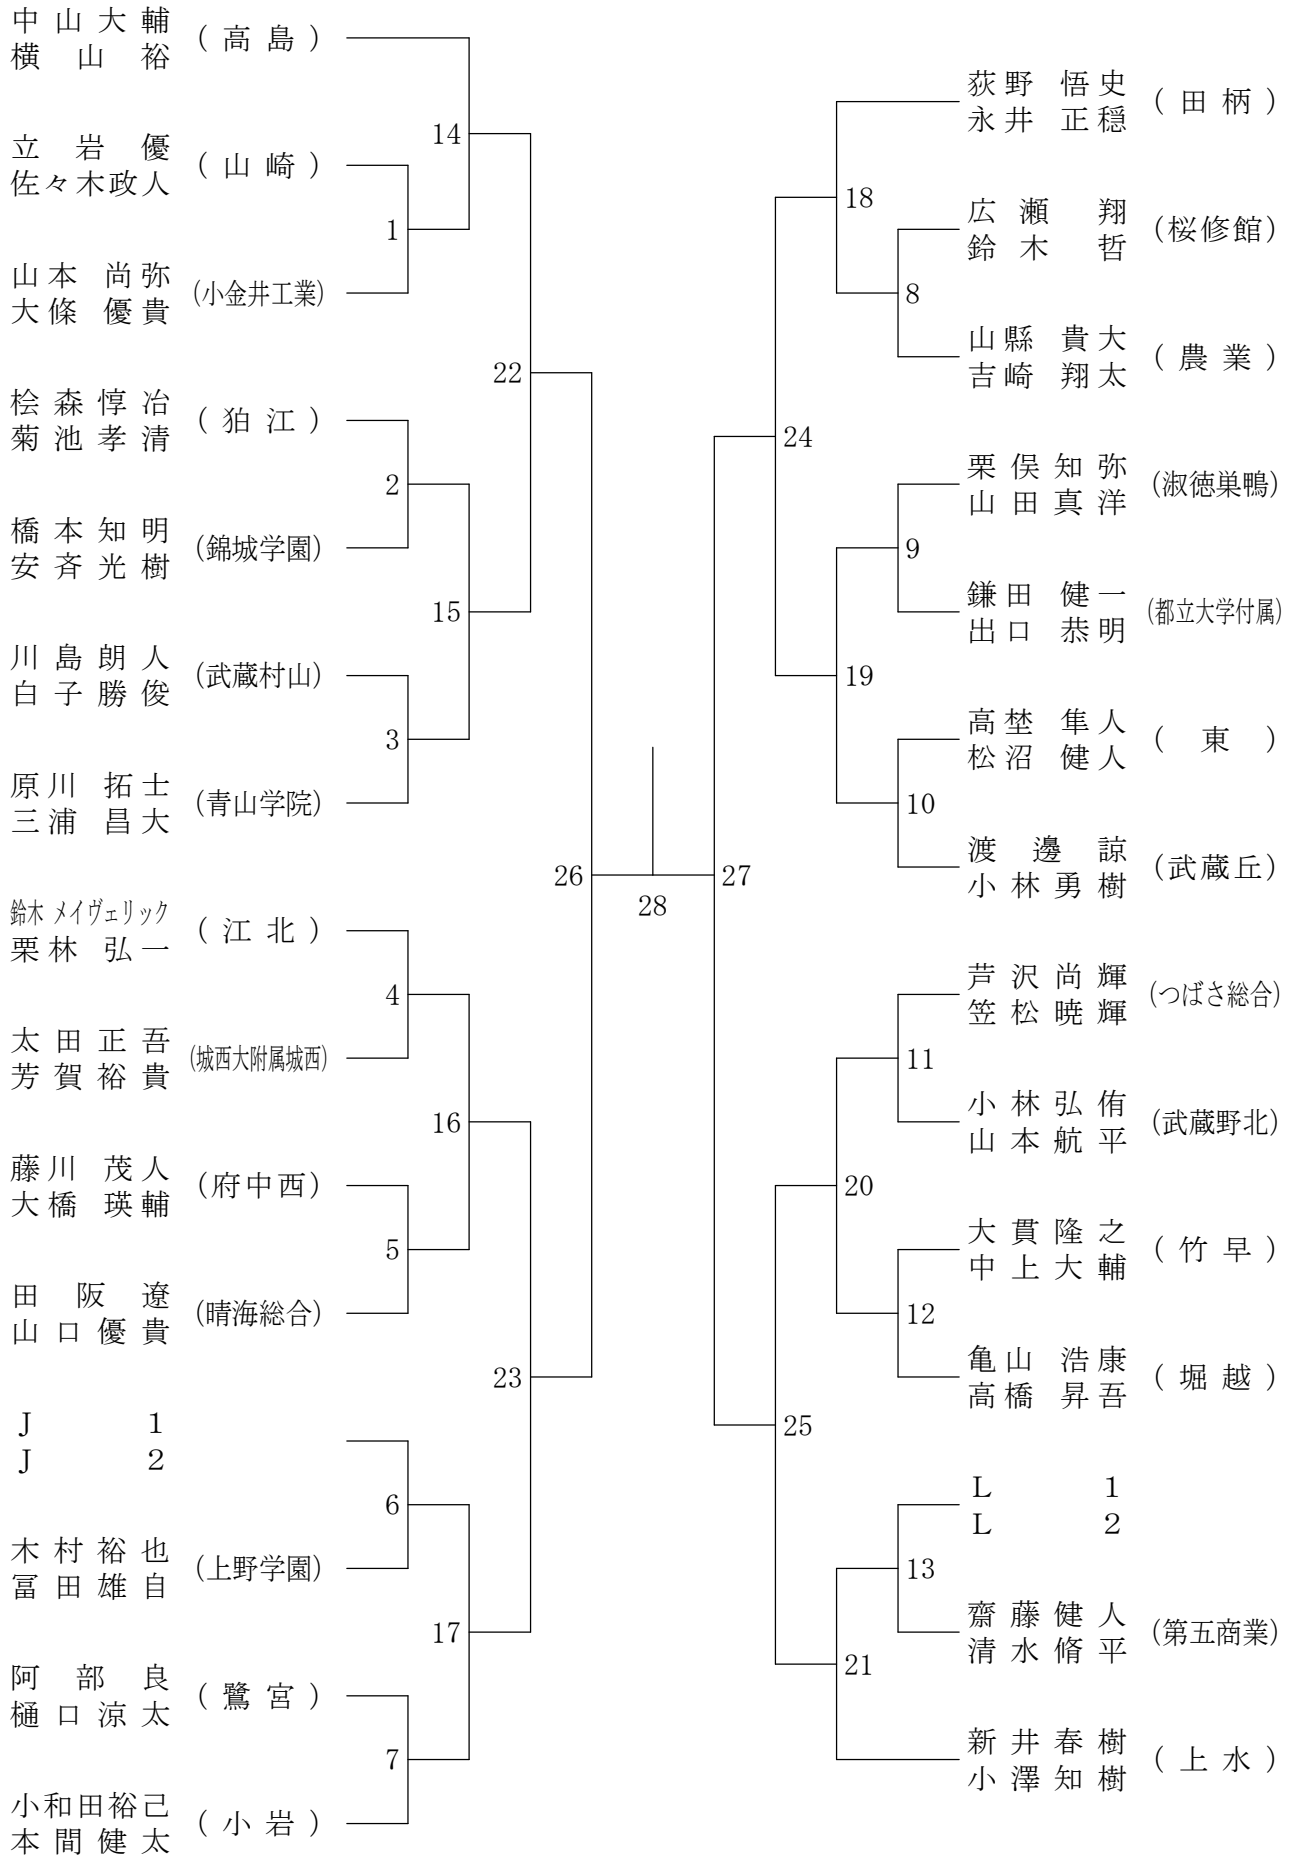 中山大輔
横山裕
(高島)
立岩優
佐々木政人
(山崎)
山本尚弥
大條優貴
(小金井工業)
桧森惇冶
菊池孝清
(狛江)
橋本知明
安斉光樹
(錦城学園)
川島朗人
白子勝俊
(武蔵村山)
原川拓士
三浦昌大
(青山学院)
鈴木メイヴェリック
栗林弘一
(江北)
太田正吾
芳賀裕貴
(城西大附属城西)
藤川茂人
大橋瑛輔
(府中西)
田阪遼
山口優貴
(晴海総合)
J 1
J 2
木村裕也
冨田雄自
(上野学園)
阿部良
樋口涼太
(鷺宮)
小和田裕己
本間健太
(小岩)
14
1
22
2
15
3
26
4
16
5
23
6
17
7
28
27
18
8
24
9
19
10
11
20
12
25
13
21
荻野悟史
永井正穏
(田柄)
広瀬翔
鈴木哲
(桜修館)
山縣貴大
吉崎翔太
(農業)
栗俣知弥
山田真洋
(淑徳巣鴨)
鎌田健一
出口恭明
(都立大学付属)
高埜隼人
松沼健人
(東)
渡邊諒
小林勇樹
(武蔵丘)
芦沢尚輝
笠松暁輝
(つばさ総合)
小林弘侑
山本航平
(武蔵野北)
大貫隆之
中上大輔
(竹早)
亀山浩康
高橋昇吾
(堀越)
L 1
L 2
齋藤健人
清水脩平
(第五商業)
新井春樹
小澤知樹
(上水)